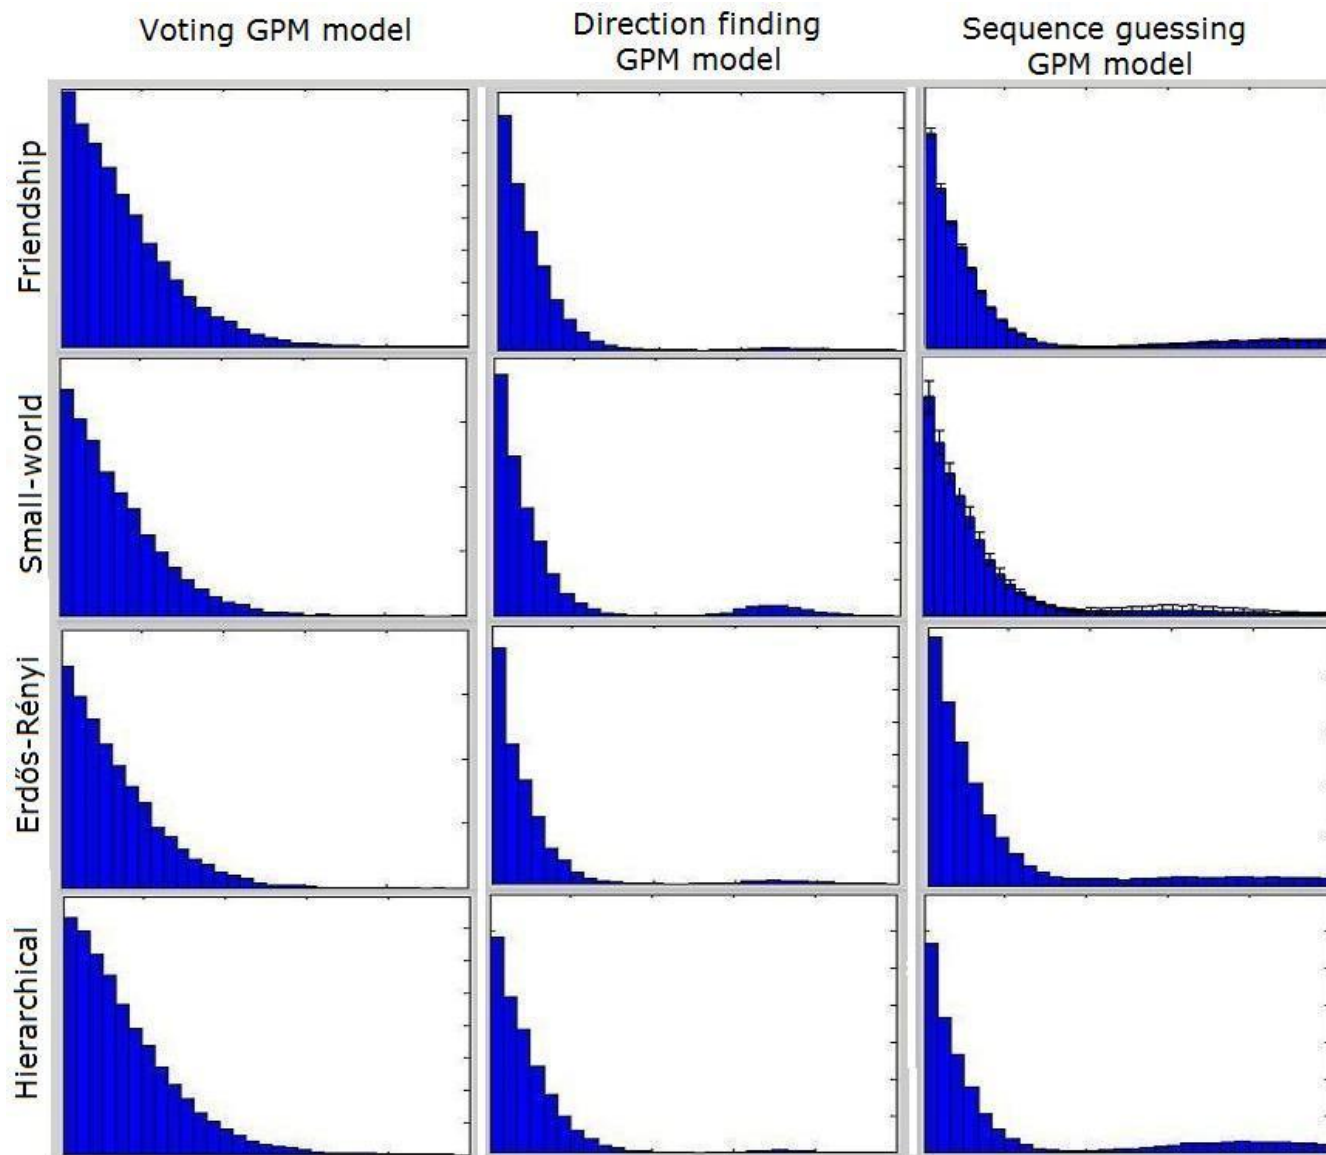 Voting GPM model
Direction finding
GPM model
Sequence guessing
GPM model
Friendship
Small-world
Erdős-Rényi
Hierarchical